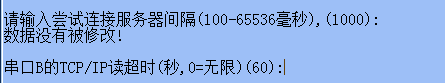 请输入尝试连接服务器间隔(100-65536毫秒),(1000):
数据没有被修改!
串口B的TCP/IP读超时(秒,0=无限)(60):